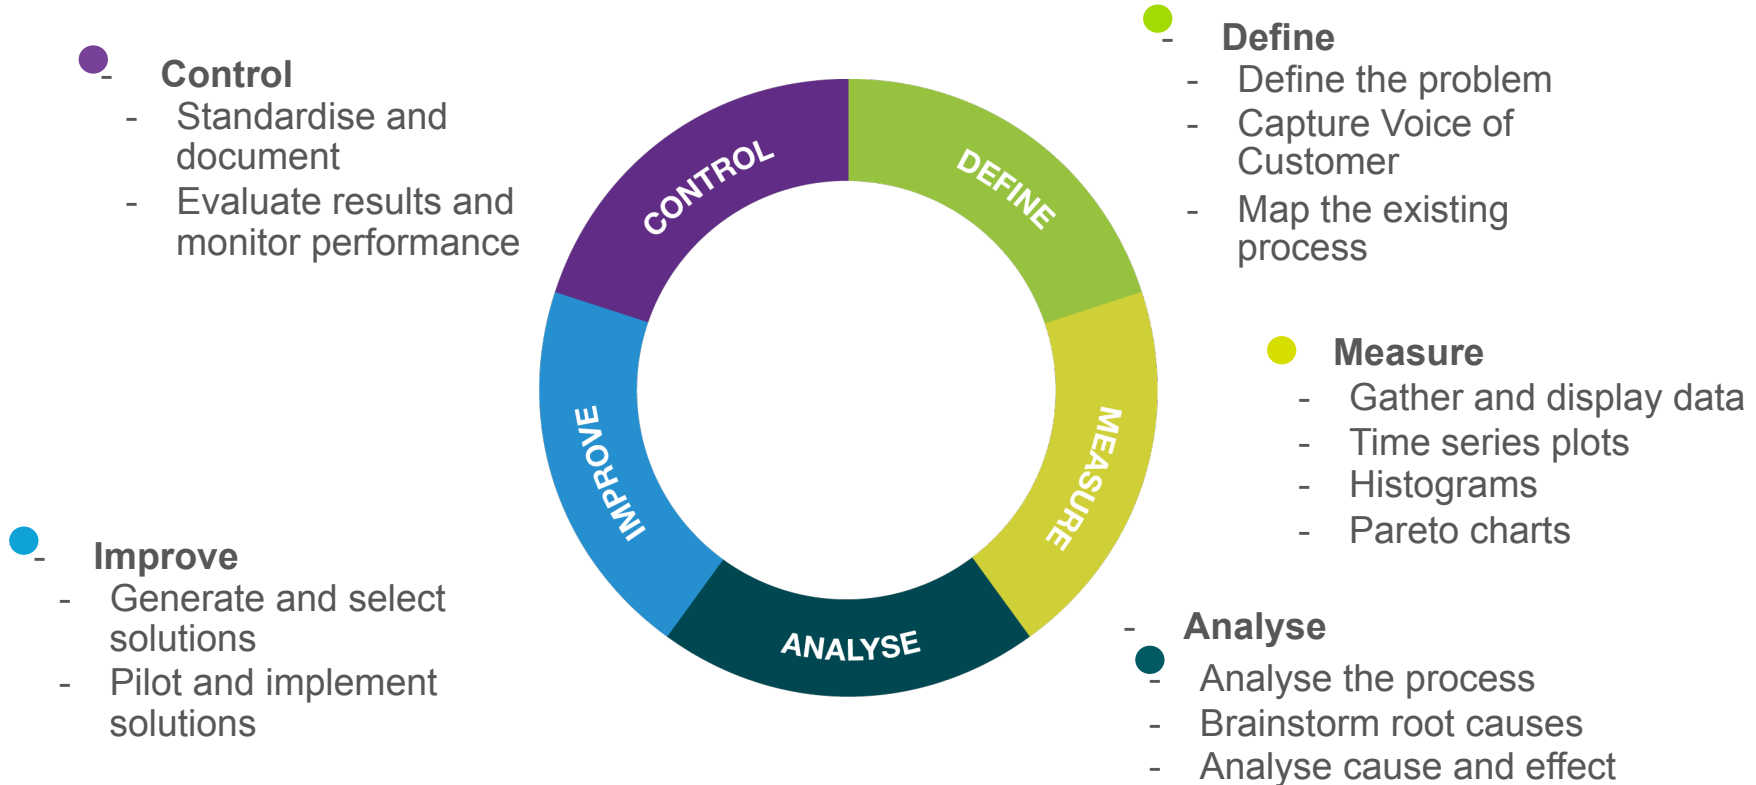 - Control
- Standardise and
document
- Evaluate results and
monitor performance
- Define
- Define the problem
- Capture Voice of
Customer
- Map the existing
process
CONTROL
DEFINE
MEASURE
ANALYSE
IMPROVE
Measure
- Gather and display data
- Time series plots
- Histograms
- Pareto charts
- Improve
- Generate and select
solutions
- Pilot and implement
solutions
- Analyse
- Analyse the process
- Brainstorm root causes
- Analyse cause and effect